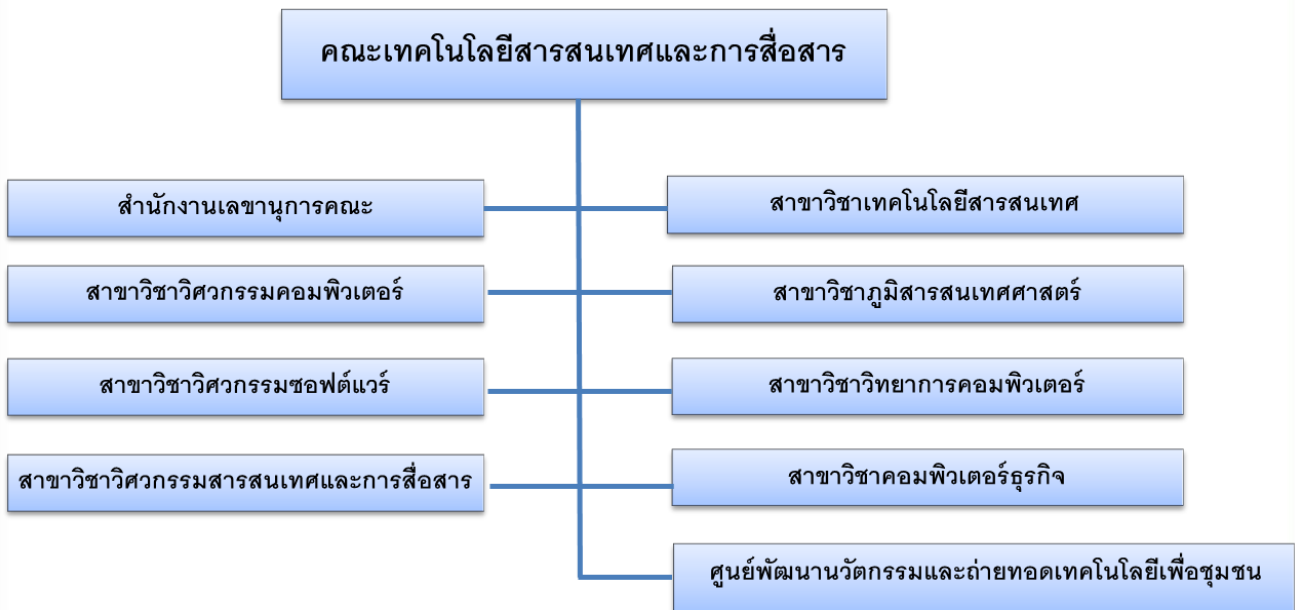 คณะเทคโนโลยีสารสนเทศและการสื่อสาร
สำนักงานเลขานุการคณะ
สาขาวิชาเทคโนโลยีสารสนเทศ
สาขาวิชาวิศวกรรมคอมพิวเตอร์
สาขาวิชาภูมิสารสนเทศศาสตร์
สาขาวิชาวิศวกรรมซอฟต์แวร์
สาขาวิชาวิทยาการคอมพิวเตอร์
สาขาวิชาวิศวกรรมสารสนเทศและการสื่อสาร
สาขาวิชาคอมพิวเตอร์ธุรกิจ
ศูนย์พัฒนานวัตกรรมและถ่ายทอดเทคโนโลยีเพื่อชุมชน